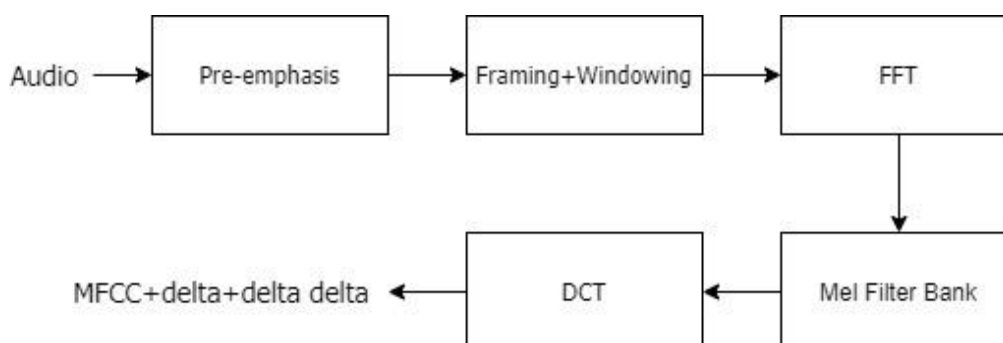 Audio
Pre-emphasis
Framing+Windowing
FFT
Mel Filter Bank
DCT
MFCC+delta+delta delta